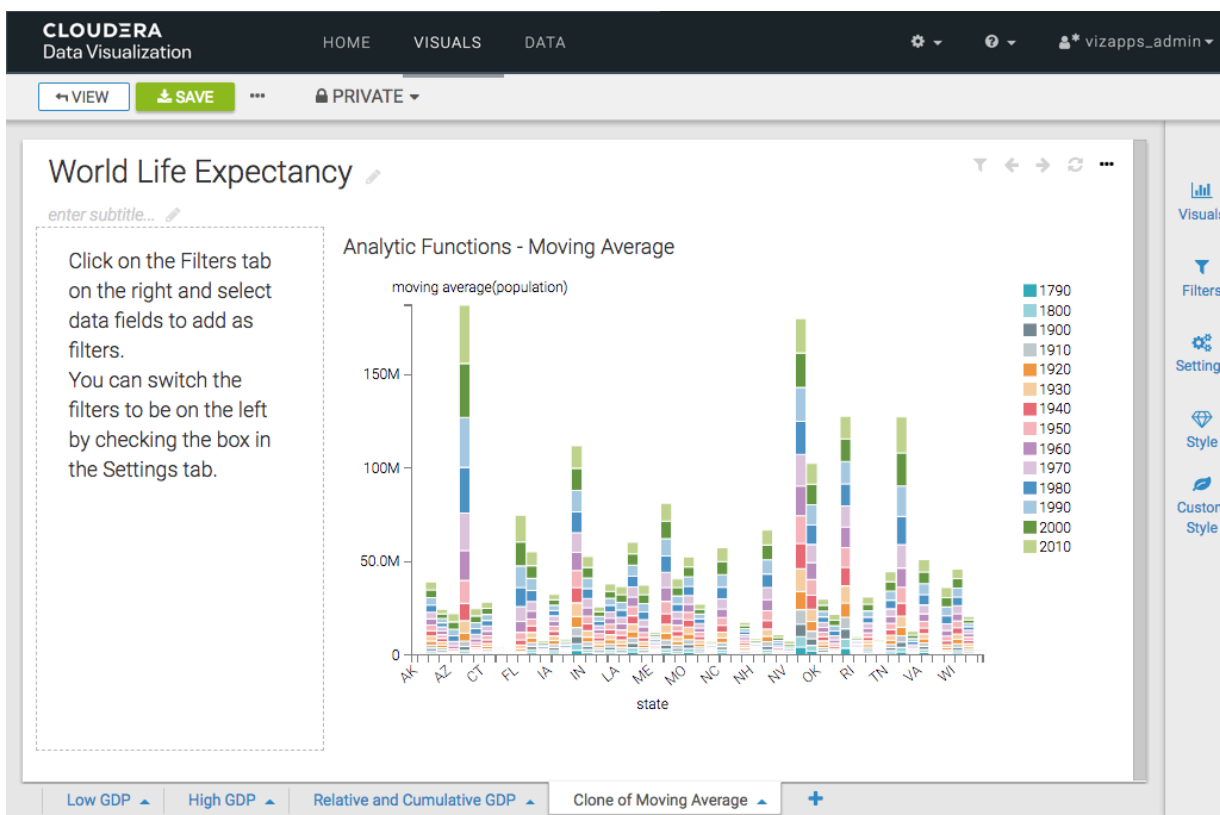 CLOUDERA
Data Visualization
HOME VISUALS DATA
vizapps_admin
VIEW SAVE PRIVATE
World Life Expectancy
enter subtitle...
Click on the Filters tab
on the right and select
data fields to add as
filters.
You can switch the
filters to be on the left
by checking the box in
the Settings tab.
Analytic Functions - Moving Average
moving average(population)
150M
100M
50.0M
0
AK AZ CT FL IA IN LA ME MO NC NH NV OK RI TN VA WI
state
1790
1800
1900
1910
1920
1930
1940
1950
1960
1970
1980
1990
2000
2010
Visuals
Filters
Setting
Style
Custom
Style
Low GDP High GDP Relative and Cumulative GDP Clone of Moving Average +